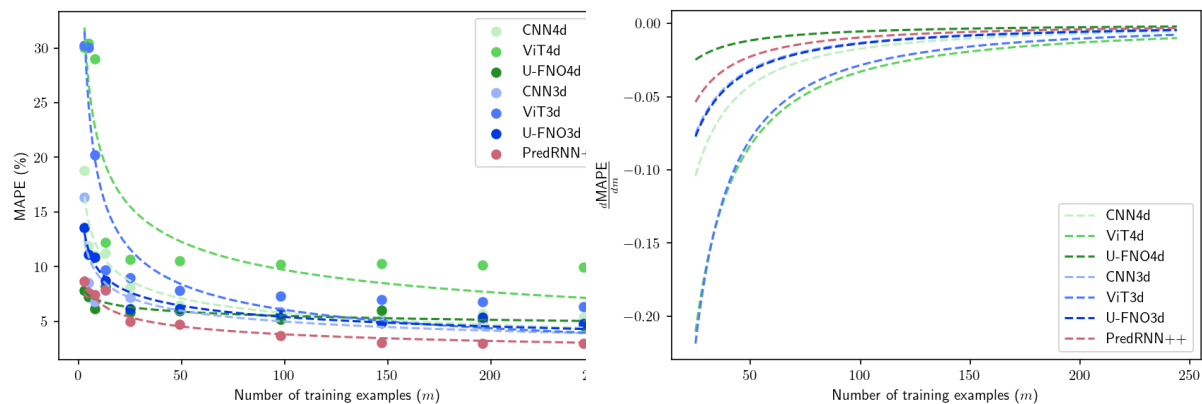 30
25
20
15
10
5
MAPE (%)
0
50
100
150
200
Number of training examples (m)
CNN4d
ViT4d
U-FNO4d
CNN3d
ViT3d
U-FNO3d
PredRNN+
0.00
−0.05
−0.10
−0.15
−0.20
dMAPE
dm
50
100
150
200
250
Number of training examples (m)
CNN4d
ViT4d
U-FNO4d
CNN3d
ViT3d
U-FNO3d
PredRNN++